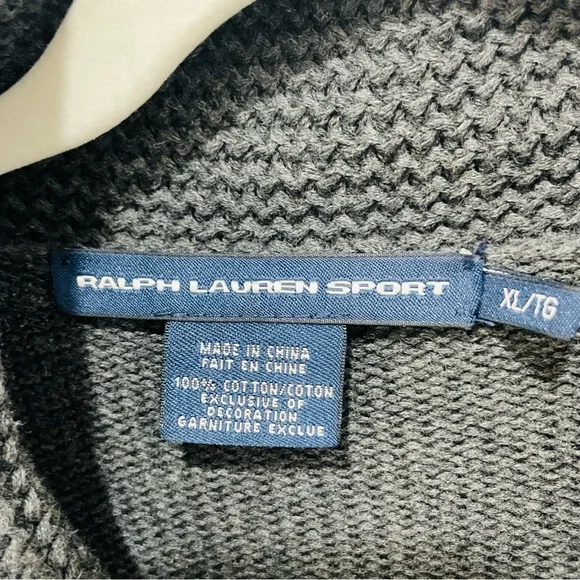 RALPH LAUREN SPORT
XL/TG
MADE IN CHINA
FAIT EN CHINE
100% COTTON/COTON
EXCLUSIVE OF
DECORATION
GARNITURE EXCLUE